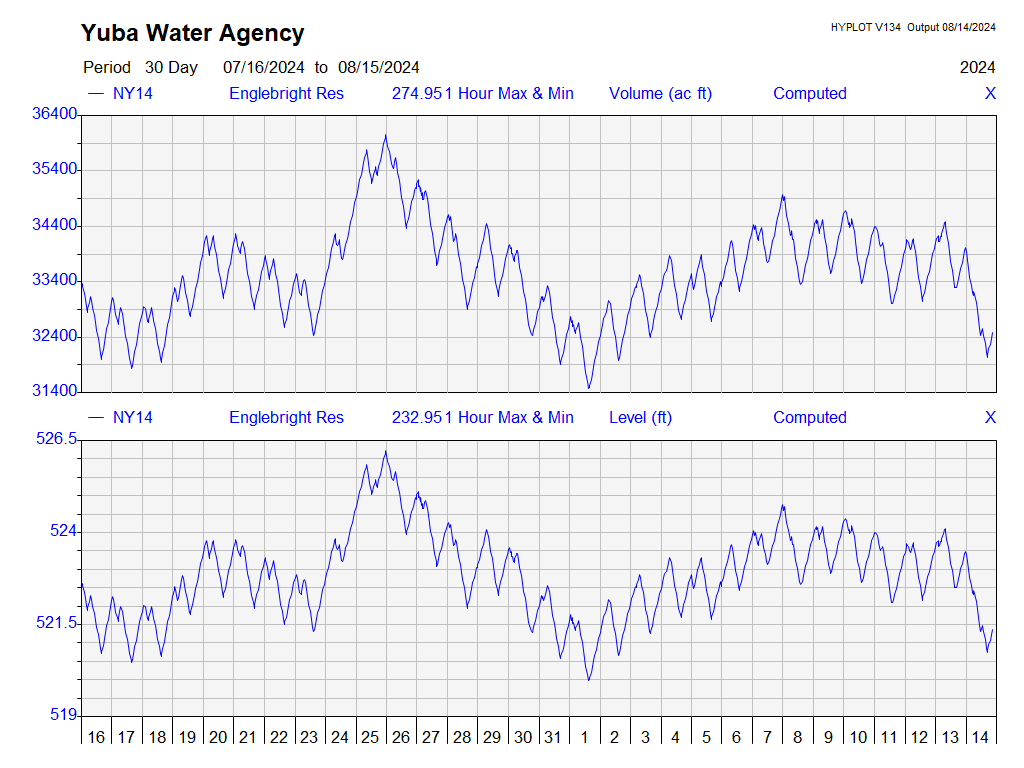 Yuba Water Agency
HYPLOT V134 Output 08/14/2024
Period 30 Day 07/16/2024 to 08/15/2024 2024
NY14 Englebright Res 274.951 Hour Max & Min Volume (ac ft) Computed X
36400
35400
34400
33400
32400
31400
NY14 Englebright Res 232.951 Hour Max & Min Level (ft) Computed X
526.5
524
521.5
519
16 17 18 19 20 21 22 23 24 25 26 27 28 29 30 31 1 2 3 4 5 6 7 8 9 10 11 12 13 14